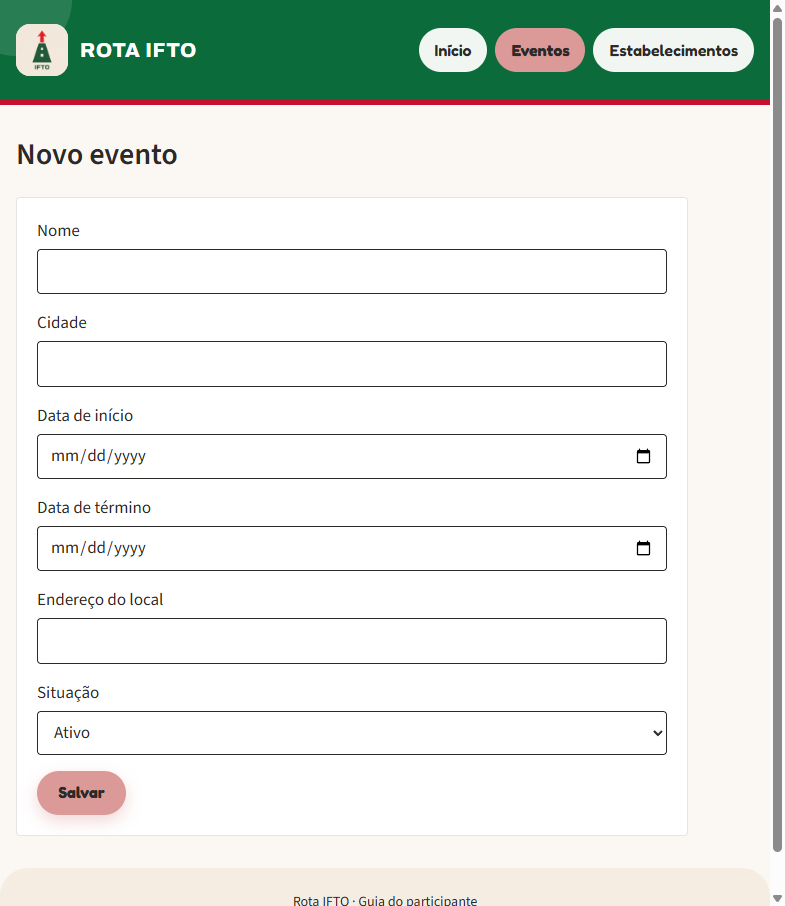 IFTO
ROTA IFTO
Início
Eventos
Estabelecimentos
Novo evento
Nome
Cidade
Data de início
mm/dd/yyyy
Data de término
mm/dd/yyyy
Endereço do local
Situação
Ativo
Salvar
Rota IFTO · Guia do participante